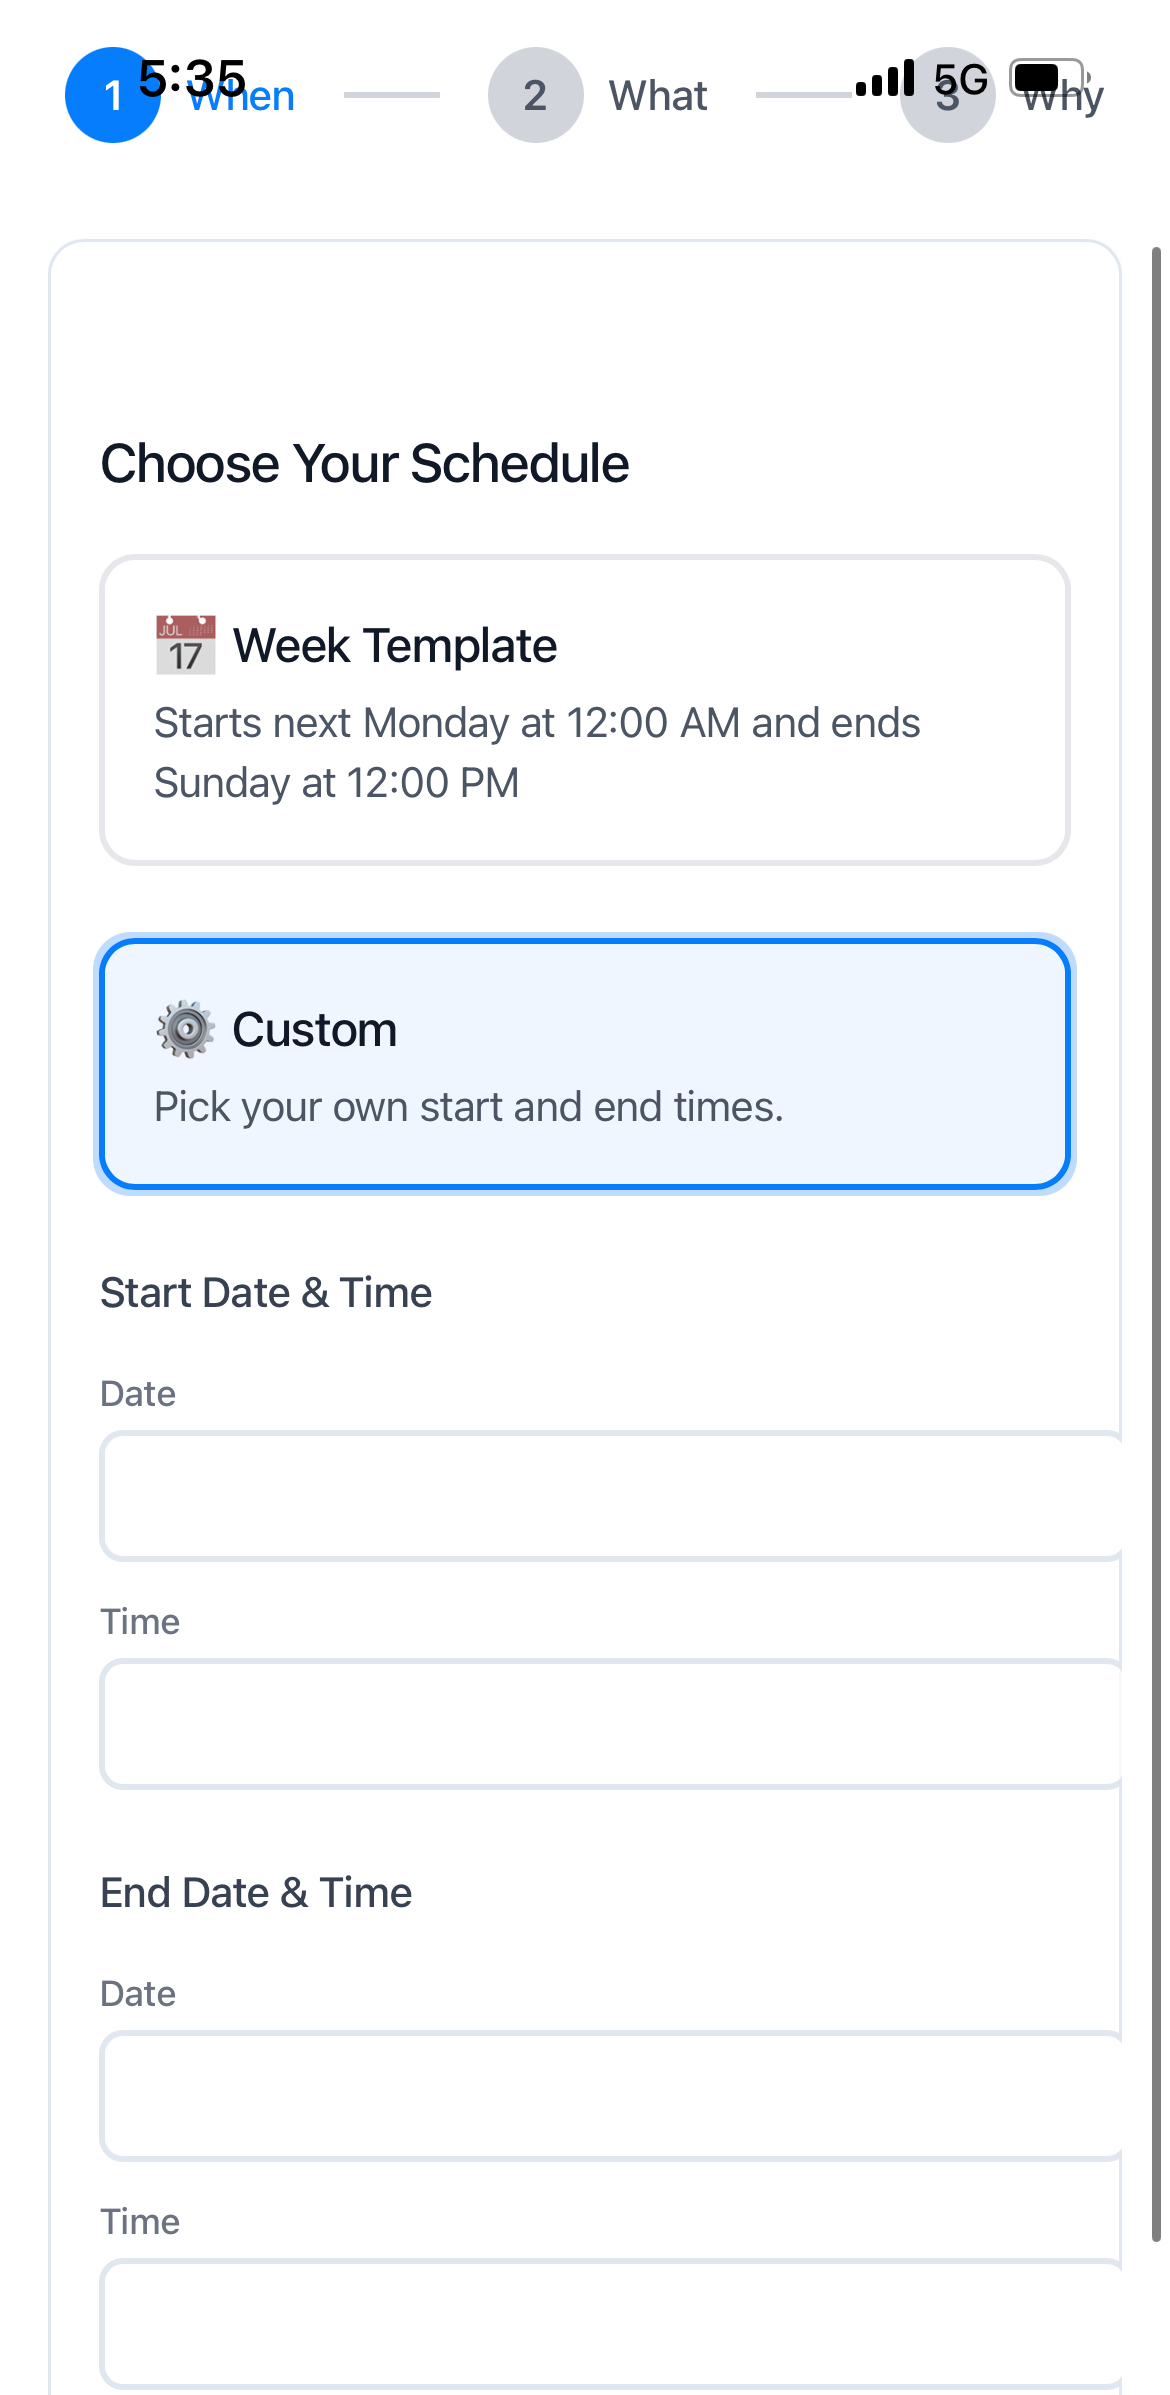 5:35
5G
1 When
2 What
3 Why
Choose Your Schedule
JUL
17
Week Template
Starts next Monday at 12:00 AM and ends
Sunday at 12:00 PM
Custom
Pick your own start and end times.
Start Date & Time
Date
Time
End Date & Time
Date
Time